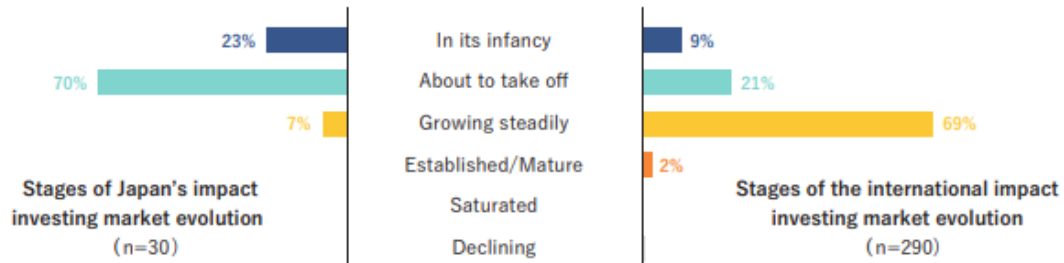 23% In its infancy 9%
70% About to take off 21%
7% Growing steadily 69%
Established/Mature 2%
Stages of Japan's impact
investing market evolution
(n=30)
Saturated
Declining
Stages of the international impact
investing market evolution
(n=290)